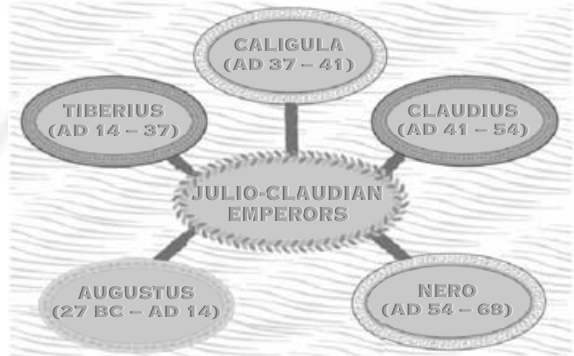 CALIGULA
(AD 37 – 41)
TIBERIUS
(AD 14 – 37)
CLAUDIUS
(AD 41 – 54)
JULIO-CLAUDIAN
EMPERORS
AUGUSTUS
(27 BC – AD 14)
NERO
(AD 54 – 68)